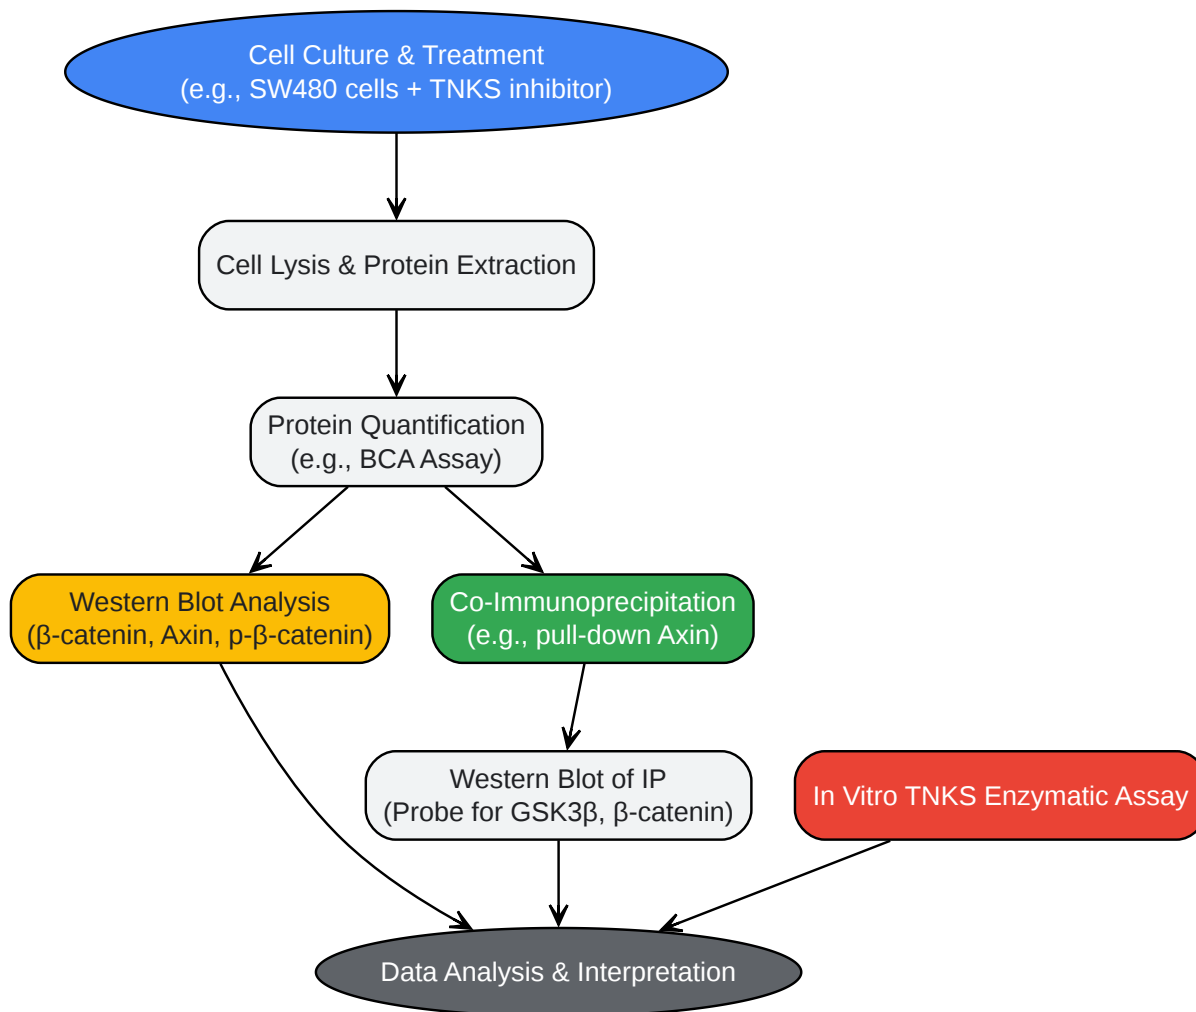 Cell Culture & Treatment
(e.g., SW480 cells + TNKS inhibitor)
Cell Lysis & Protein Extraction
Protein Quantification
(e.g., BCA Assay)
Western Blot Analysis
(β-catenin, Axin, p-β-catenin)
Co-Immunoprecipitation
(e.g., pull-down Axin)
Western Blot of IP
(Probe for GSK3β, β-catenin)
In Vitro TNKS Enzymatic Assay
Data Analysis & Interpretation